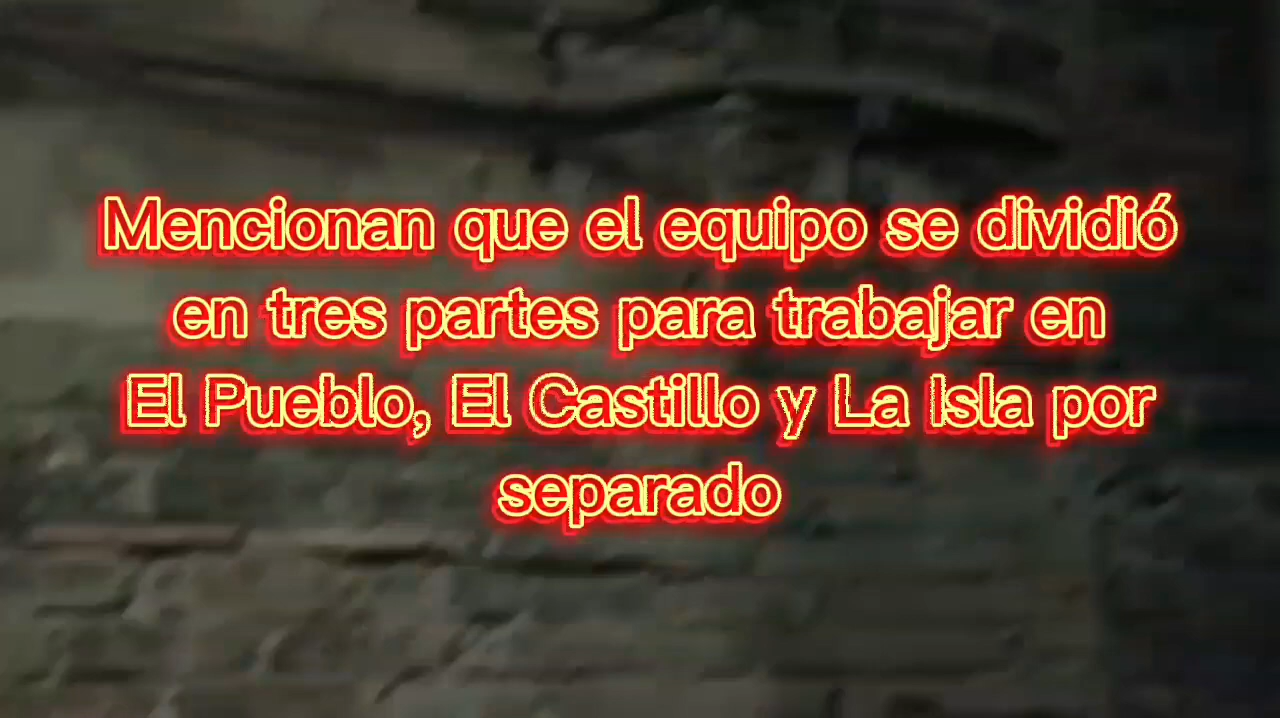 Mencionan que el equipo se dividió
en tres partes para trabajar en
El Pueblo, El Castillo y La Isla por
separado